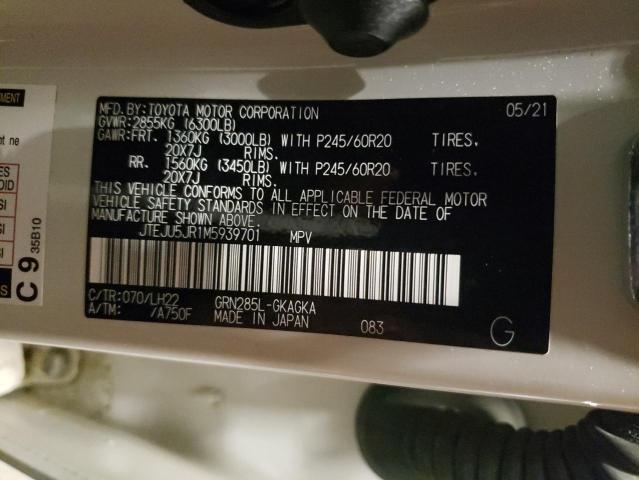 MFD.BY:TOYOTA MOTOR CORPORATION 05/21
GVWR:2855KG (6300LB)
GAWR:FRT. 1360KG (3000LB) WITH P245/60R20 TIRES,
20X7J RIMS.
RR. 1560KG (3450LB) WITH P245/60R20 TIRES,
20X7J RIMS.
THIS VEHICLE CONFORMS TO ALL APPLICABLE FEDERAL MOTOR
VEHICLE SAFETY STANDARDS IN EFFECT ON THE DATE OF
MANUFACTURE SHOWN ABOVE.
JTEJU5JR1M5939701 MPV
C/TR:070/LH22 GRN285L-GKAGKA
A/TM: /A750F MADE IN JAPAN 083
G
C 9
35B10